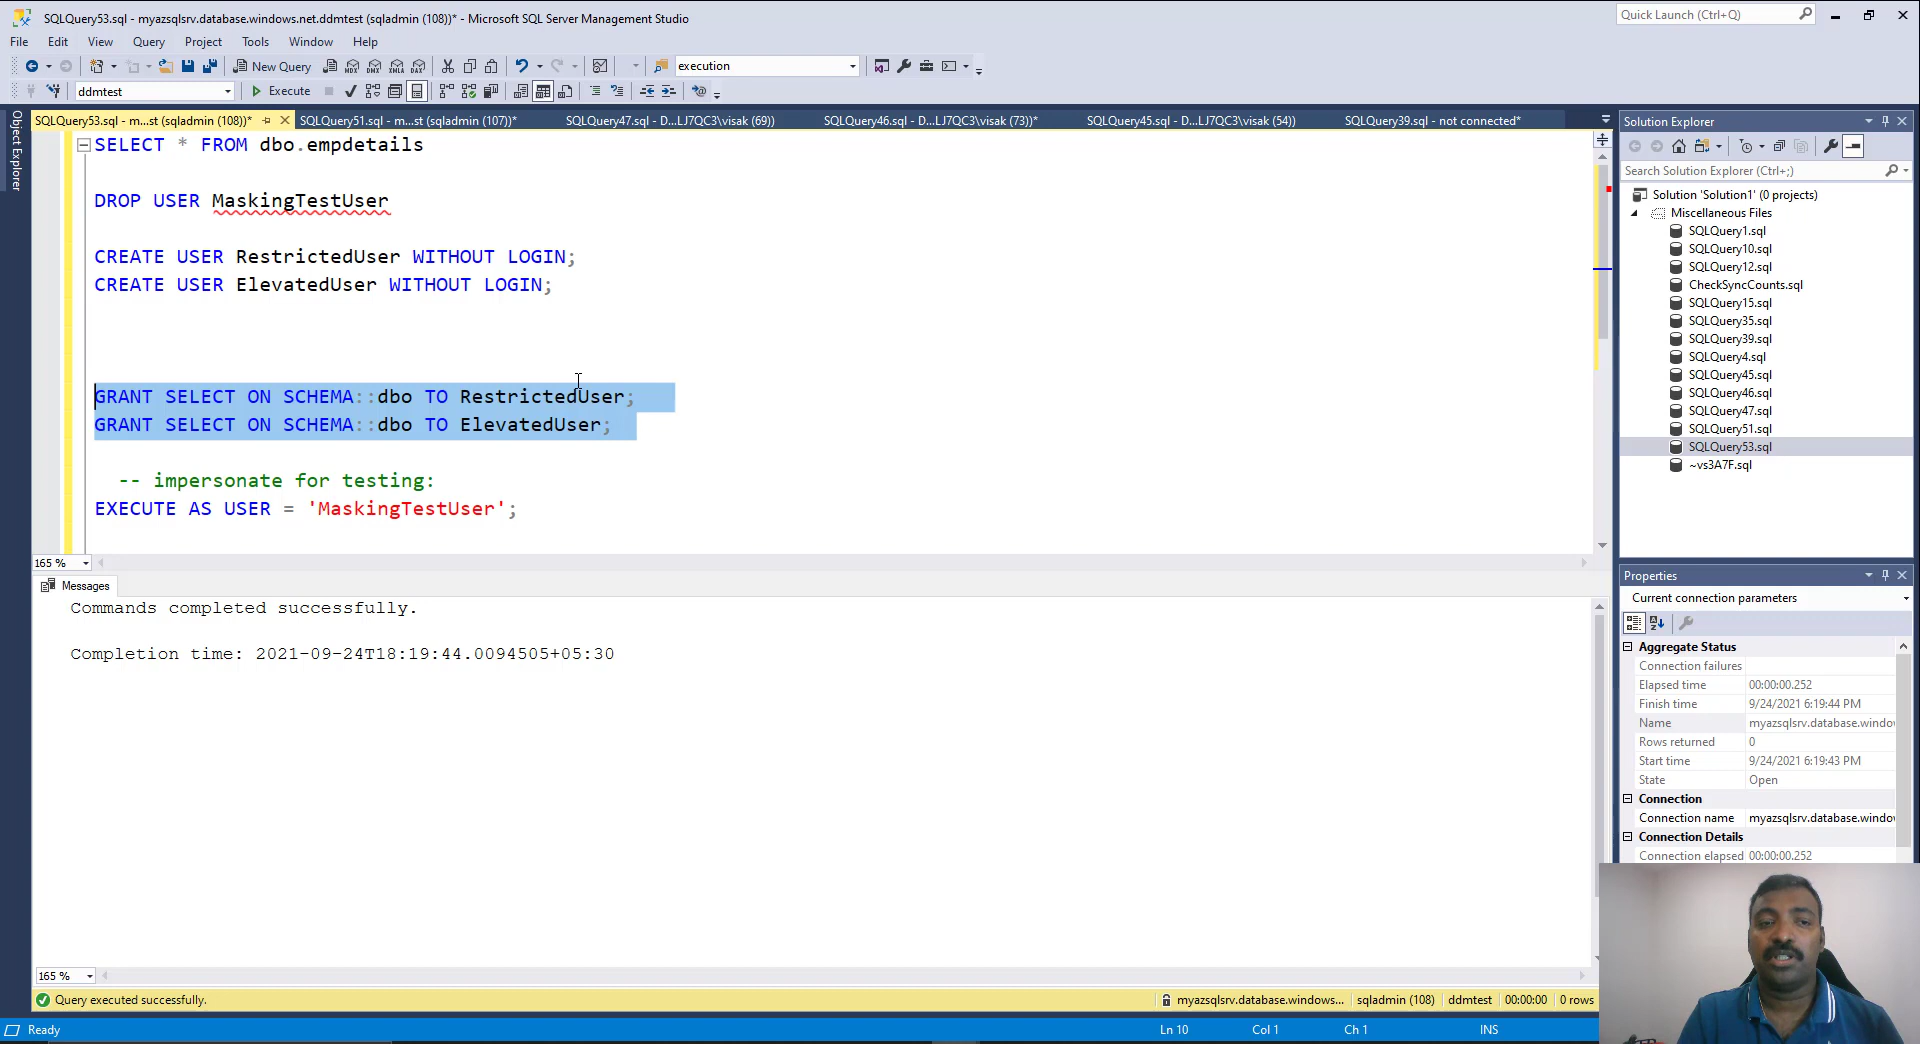 SQLQuery53.sql - myazsqlsrv.database.windows.net.ddmtest (sqladmin (108))* - Microsoft SQL Server Management Studio
Quick Launch (Ctrl+Q)
File Edit View Query Project Tools Window Help
New Query
MDX DMX XMLA DAX
execution
ddmtest
Execute
SQLQuery53.sql - m...st (sqladmin (108))*
SQLQuery51.sql - m...st (sqladmin (107))*
SQLQuery47.sql - D...LJ7QC3\visak (69))
SQLQuery46.sql - D...LJ7QC3\visak (73))*
SQLQuery45.sql - D...LJ7QC3\visak (54))
SQLQuery39.sql - not connected*
Object Explorer
SELECT * FROM dbo.empdetails
DROP USER MaskingTestUser
CREATE USER RestrictedUser WITHOUT LOGIN;
CREATE USER ElevatedUser WITHOUT LOGIN;
GRANT SELECT ON SCHEMA::dbo TO RestrictedUser;
GRANT SELECT ON SCHEMA::dbo TO ElevatedUser;
-- impersonate for testing:
EXECUTE AS USER = 'MaskingTestUser';
165 %
Messages
Commands completed successfully.
Completion time: 2021-09-24T18:19:44.0094505+05:30
165 %
Query executed successfully.
myazsqlsrv.database.windows...
sqladmin (108)
ddmtest
00:00:00
0 rows
Solution Explorer
Search Solution Explorer (Ctrl+;)
Solution 'Solution1' (0 projects)
Miscellaneous Files
SQLQuery1.sql
SQLQuery10.sql
SQLQuery12.sql
CheckSyncCounts.sql
SQLQuery15.sql
SQLQuery35.sql
SQLQuery39.sql
SQLQuery4.sql
SQLQuery45.sql
SQLQuery46.sql
SQLQuery47.sql
SQLQuery51.sql
SQLQuery53.sql
~vs3A7F.sql
Properties
Current connection parameters
Aggregate Status
Connection failures
Elapsed time 00:00:00.252
Finish time 9/24/2021 6:19:44 PM
Name myazsqlsrv.database.windo
Rows returned 0
Start time 9/24/2021 6:19:43 PM
State Open
Connection
Connection name myazsqlsrv.database.windo
Connection Details
Connection elapsed 00:00:00.252
Ready
Ln 10
Col 1
Ch 1
INS